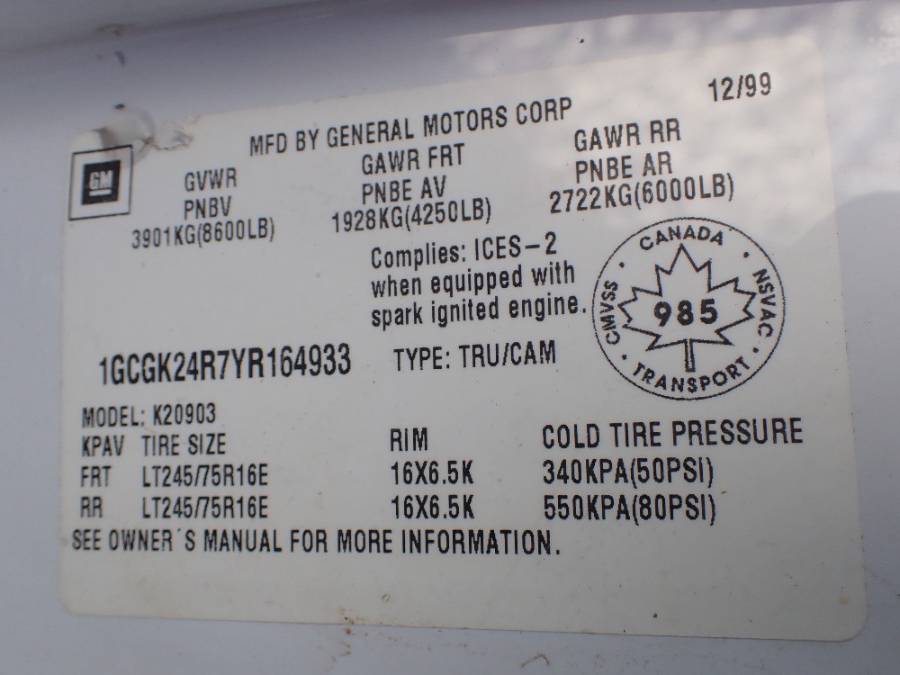 12/99
MFD BY GENERAL MOTORS CORP
GM
GVWR GAWR FRT GAWR RR
PNBV PNBE AV PNBE AR
3901KG(8600LB) 1928KG(4250LB) 2722KG(6000LB)
Complies: ICES-2
when equipped with
spark ignited engine.
CANADA
CMVSS · 985 · NSVAC
TRANSPORT
1GCGK24R7YR164933 TYPE: TRU/CAM
MODEL: K20903
KPAV TIRE SIZE RIM COLD TIRE PRESSURE
FRT LT245/75R16E 16X6.5K 340KPA(50PSI)
RR LT245/75R16E 16X6.5K 550KPA(80PSI)
SEE OWNER'S MANUAL FOR MORE INFORMATION.